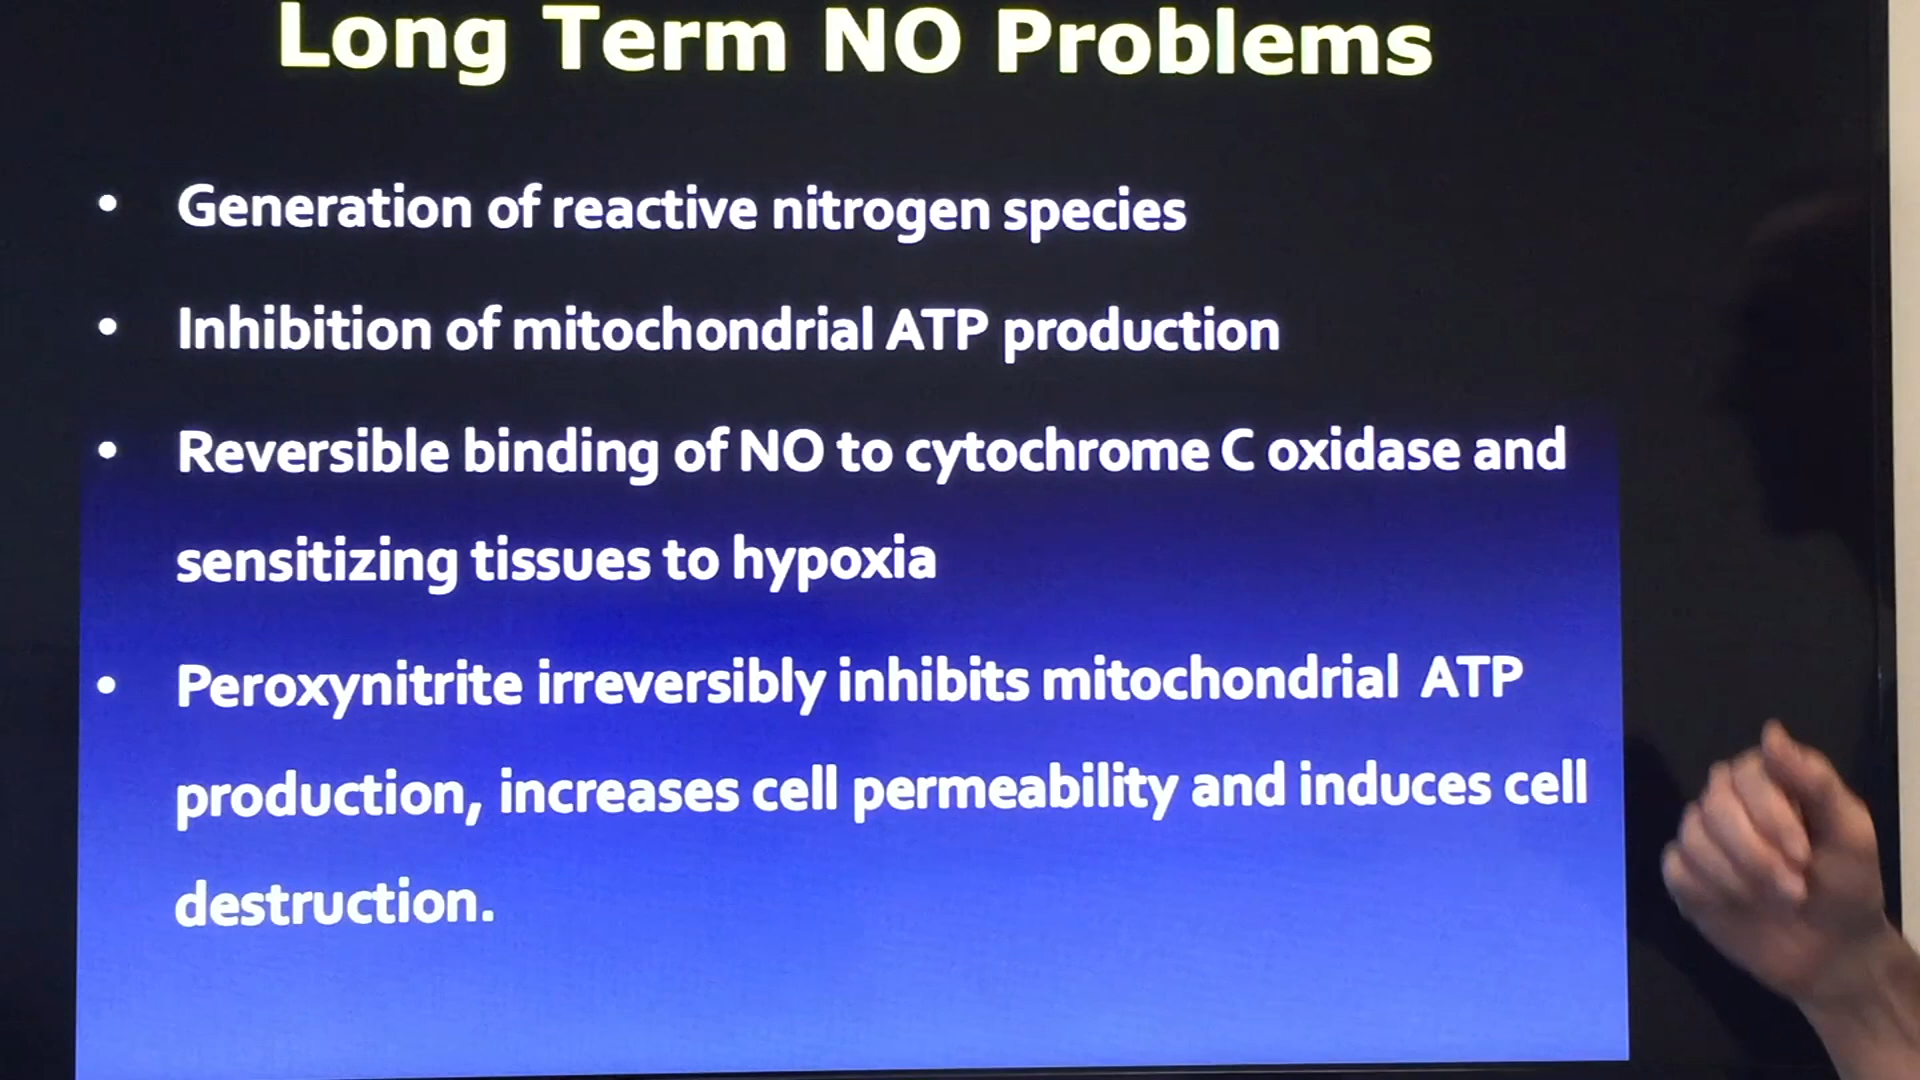 Long Term NO Problems
• Generation of reactive nitrogen species
• Inhibition of mitochondrial ATP production
• Reversible binding of NO to cytochrome C oxidase and
sensitizing tissues to hypoxia
• Peroxynitrite irreversibly inhibits mitochondrial ATP
production, increases cell permeability and induces cell
destruction.